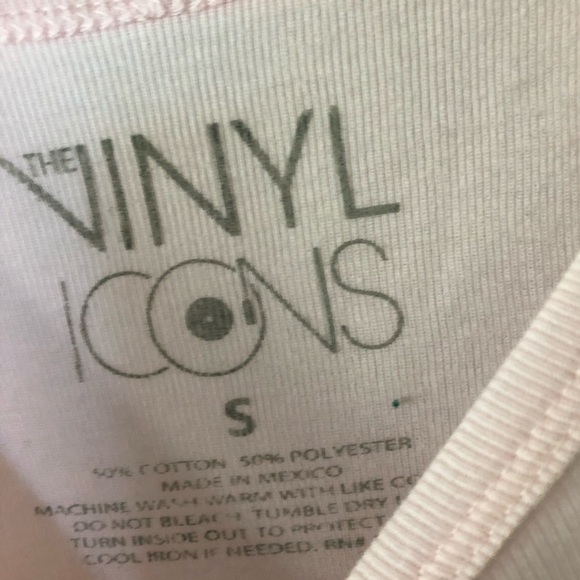 THE
VINYL
ICONS
S
50% COTTON 50% POLYESTER
MADE IN MEXICO
MACHINE WASH WARM WITH LIKE CO
DO NOT BLEACH TUMBLE DRY
TURN INSIDE OUT TO PROTECT
COOL IRON IF NEEDED. RN#